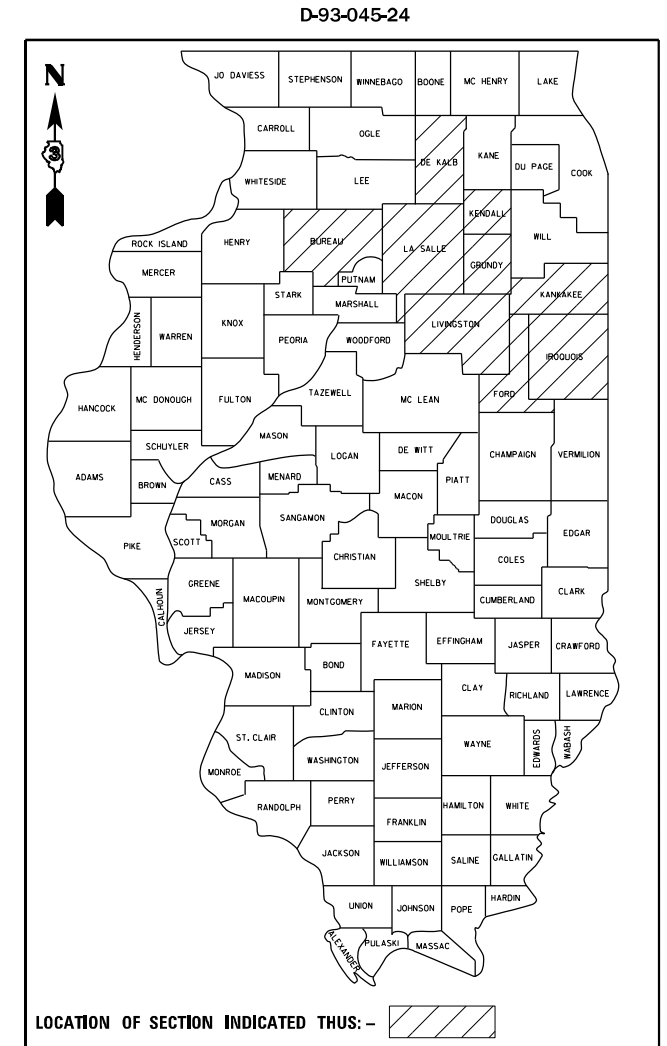 D-93-045-24
N
3
JO DAVIESS
STEPHENSON
WINNEBAGO
BOONE
MC HENRY
LAKE
CARROLL
OGLE
DE KALB
KANE
DU PAGE
COOK
WHITESIDE
LEE
KENDALL
WILL
ROCK ISLAND
HENRY
BUREAU
LA SALLE
GRUNDY
MERCER
PUTNAM
KANKAKEE
STARK
MARSHALL
HENDERSON
WARREN
KNOX
PEORIA
WOODFORD
LIVINGSTON
IROQUOIS
HANCOCK
MC DONOUGH
FULTON
TAZEWELL
MC LEAN
FORD
SCHUYLER
MASON
LOGAN
DE WITT
CHAMPAIGN
VERMILION
ADAMS
BROWN
CASS
MENARD
MACON
PIATT
PIKE
SCOTT
MORGAN
SANGAMON
CHRISTIAN
MOULTRIE
DOUGLAS
EDGAR
COLES
CALHOUN
GREENE
MACOUPIN
MONTGOMERY
SHELBY
CUMBERLAND
CLARK
JERSEY
FAYETTE
EFFINGHAM
JASPER
CRAWFORD
MADISON
BOND
CLAY
RICHLAND
LAWRENCE
CLINTON
MARION
ST. CLAIR
WAYNE
EDWARDS
WABASH
MONROE
WASHINGTON
JEFFERSON
RANDOLPH
PERRY
HAMILTON
WHITE
FRANKLIN
JACKSON
WILLIAMSON
SALINE
GALLATIN
UNION
JOHNSON
POPE
HARDIN
ALEXANDER
PULASKI
MASSAC
LOCATION OF SECTION INDICATED THUS: –